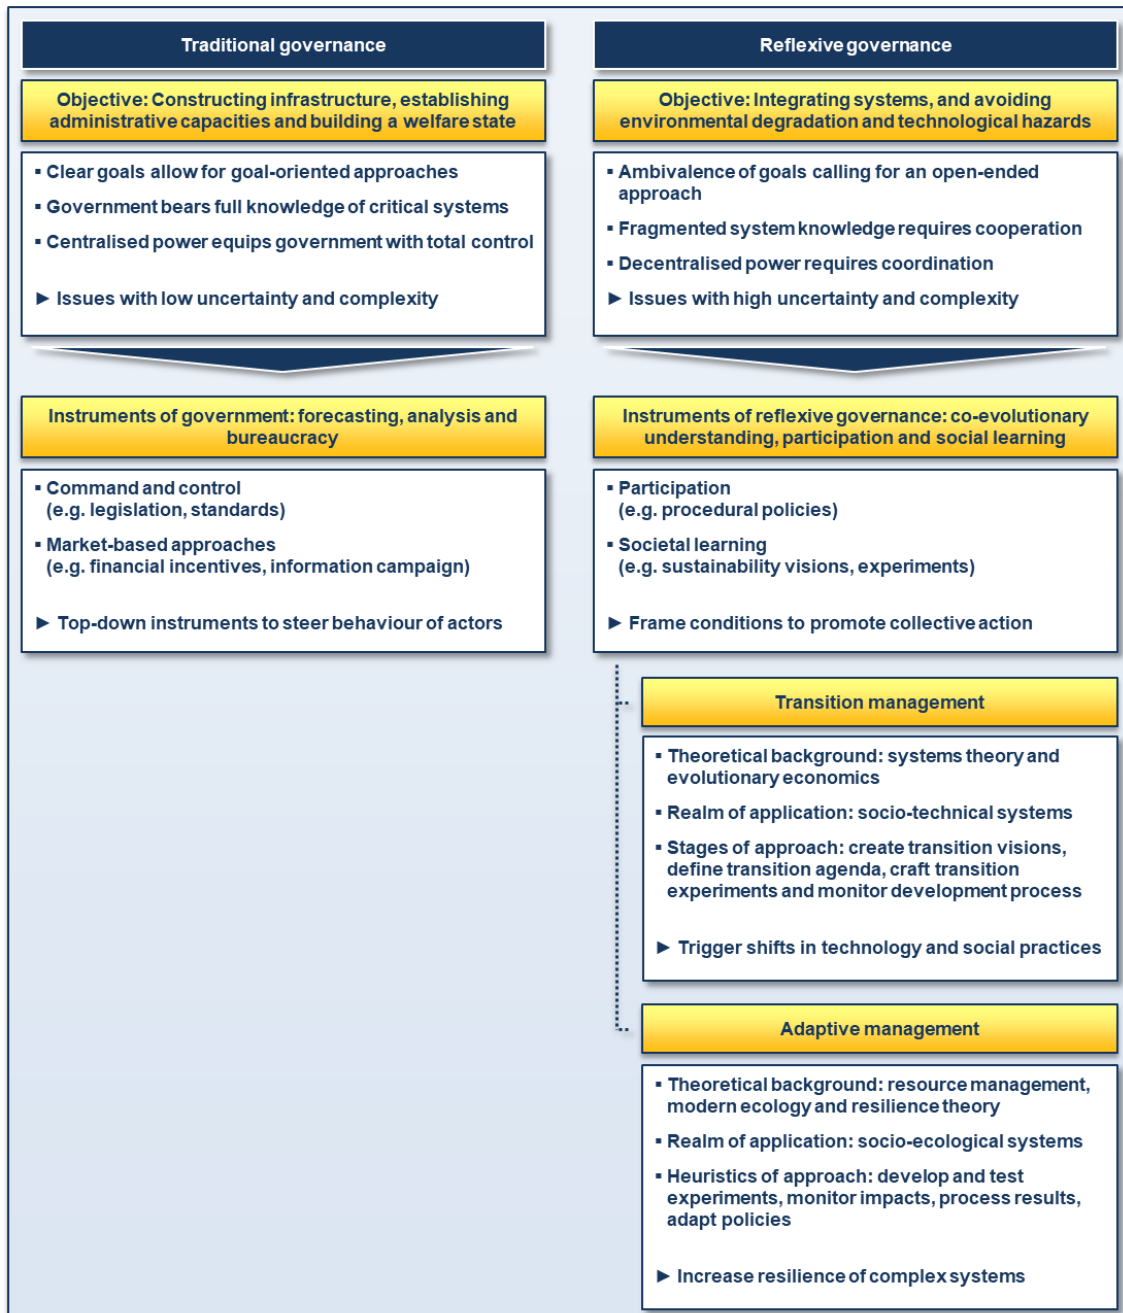 Traditional governance
Objective: Constructing infrastructure, establishing
administrative capacities and building a welfare state
▪ Clear goals allow for goal-oriented approaches
▪ Government bears full knowledge of critical systems
▪ Centralised power equips government with total control
► Issues with low uncertainty and complexity
Instruments of government: forecasting, analysis and
bureaucracy
▪ Command and control
(e.g. legislation, standards)
▪ Market-based approaches
(e.g. financial incentives, information campaign)
► Top-down instruments to steer behaviour of actors
Reflexive governance
Objective: Integrating systems, and avoiding
environmental degradation and technological hazards
▪ Ambivalence of goals calling for an open-ended
approach
▪ Fragmented system knowledge requires cooperation
▪ Decentralised power requires coordination
► Issues with high uncertainty and complexity
Instruments of reflexive governance: co-evolutionary
understanding, participation and social learning
▪ Participation
(e.g. procedural policies)
▪ Societal learning
(e.g. sustainability visions, experiments)
► Frame conditions to promote collective action
Transition management
▪ Theoretical background: systems theory and
evolutionary economics
▪ Realm of application: socio-technical systems
▪ Stages of approach: create transition visions,
define transition agenda, craft transition
experiments and monitor development process
► Trigger shifts in technology and social practices
Adaptive management
▪ Theoretical background: resource management,
modern ecology and resilience theory
▪ Realm of application: socio-ecological systems
▪ Heuristics of approach: develop and test
experiments, monitor impacts, process results,
adapt policies
► Increase resilience of complex systems